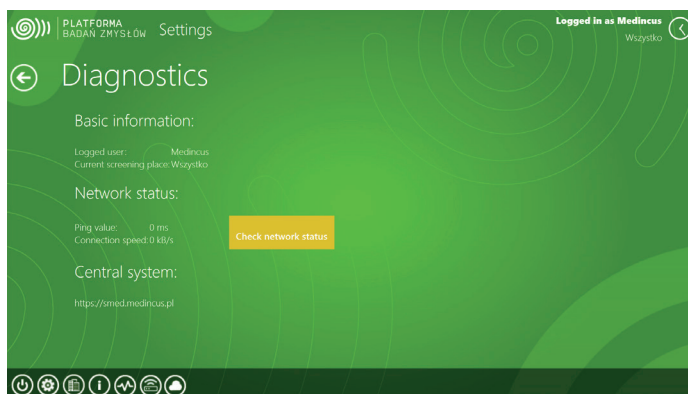 PLATFORMA
BADAŃ ZMYSŁÓW
Settings
Logged in as Medincus
Wszystko
Diagnostics
Basic information:
Logged user: Medincus
Current screening place: Wszystko
Network status:
Ping value: 0 ms
Connection speed: 0 kB/s
Check network status
Central system:
https://smed.medincus.pl